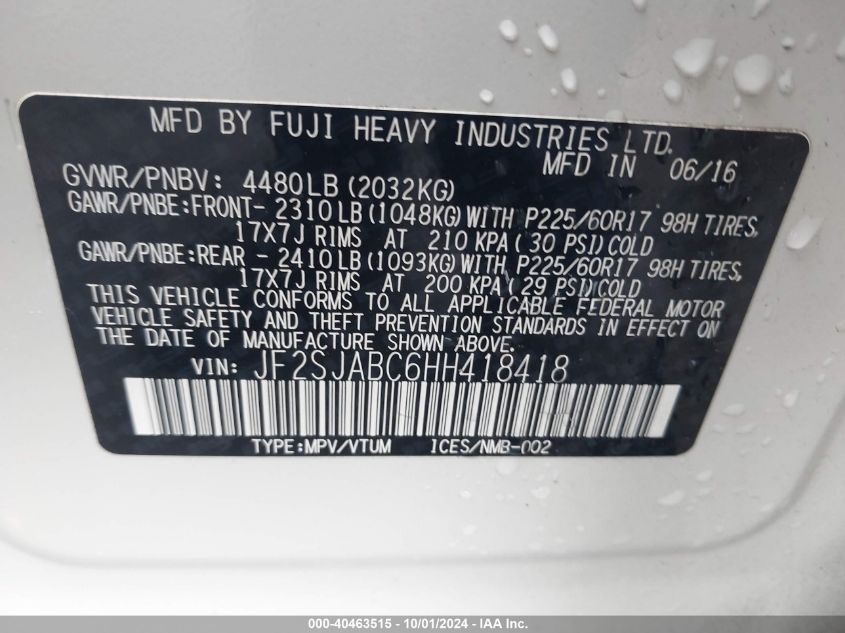 MFD BY FUJI HEAVY INDUSTRIES LTD.
MFD IN 06/16
GVWR/PNBV: 4480LB (2032KG)
GAWR/PNBE:FRONT- 2310LB (1048KG) WITH P225/60R17 98H TIRES,
17X7J RIMS AT 210 KPA( 30 PSI) COLD
GAWR/PNBE:REAR - 2410LB (1093KG) WITH P225/60R17 98H TIRES,
17X7J RIMS AT 200 KPA( 29 PSI) COLD
THIS VEHICLE CONFORMS TO ALL APPLICABLE FEDERAL MOTOR
VEHICLE SAFETY AND THEFT PREVENTION STANDARDS IN EFFECT ON
THE DATE OF MANUFACTURE SHOWN ABOVE.
VIN: JF2SJABC6HH418418
TYPE:MPV/VTUM ICES/NMB-002
000-40463515 - 10/01/2024 - IAA Inc.